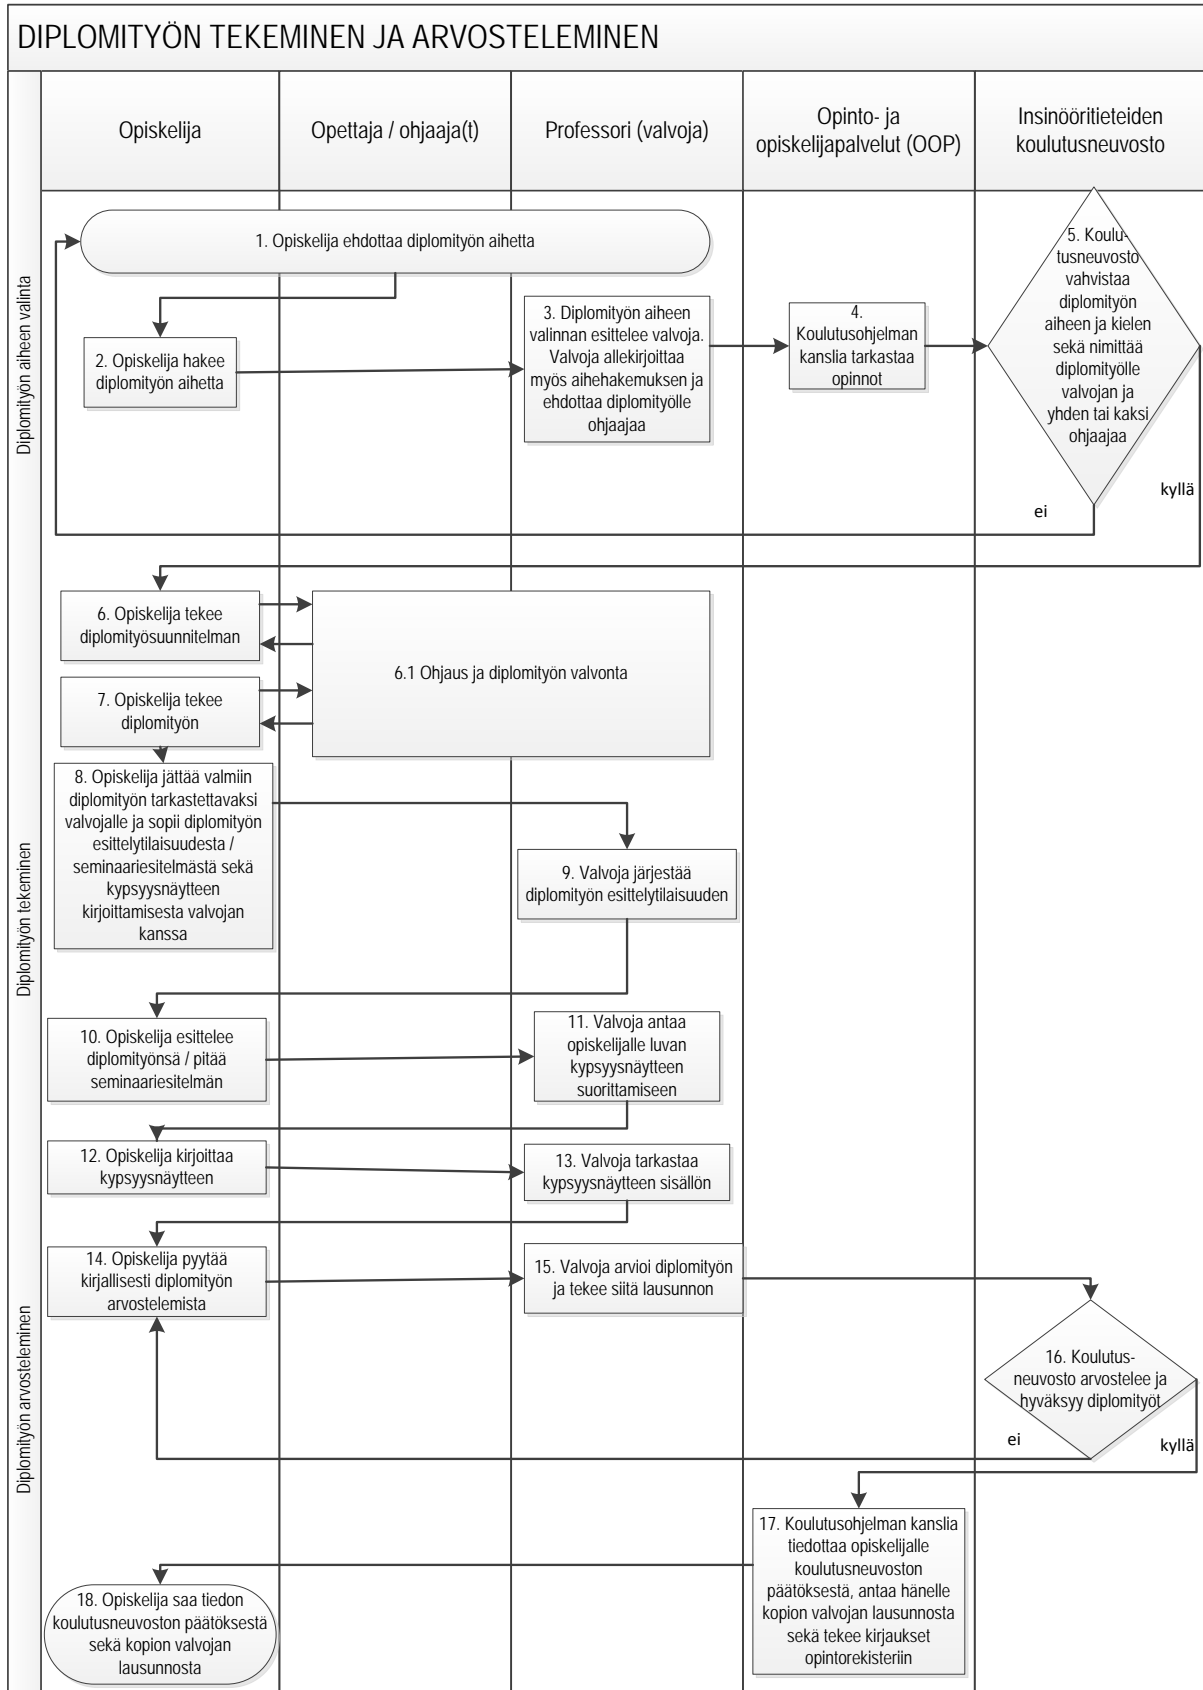 DIPLOMITYÖN TEKEMINEN JA ARVOSTELEMINEN
Opiskelija
Opettaja / ohjaaja(t)
Professori (valvoja)
Opinto- ja
opiskelijapalvelut (OOP)
Insinööritieteiden
koulutusneuvosto
Diplomityön aiheen valinta
1. Opiskelija ehdottaa diplomityön aihetta
2. Opiskelija hakee
diplomityön aihetta
3. Diplomityön aiheen
valinnan esittelee valvoja.
Valvoja allekirjoittaa
myös aihehakemuksen ja
ehdottaa diplomityölle
ohjaajaa
4.
Koulutusohjelman
kanslia tarkastaa
opinnot
5. Koulu-
tusneuvosto
vahvistaa
diplomityön
aiheen ja kielen
sekä nimittää
diplomityölle
valvojan ja
yhden tai kaksi
ohjaajaa
kyllä
ei
Diplomityön tekeminen
6. Opiskelija tekee
diplomityösuunnitelman
6.1 Ohjaus ja diplomityön valvonta
7. Opiskelija tekee
diplomityön
8. Opiskelija jättää valmiin
diplomityön tarkastettavaksi
valvojalle ja sopii diplomityön
esittelytilaisuudesta /
seminaariesitelmästä sekä
kypsyysnäytteen
kirjoittamisesta valvojan
kanssa
9. Valvoja järjestää
diplomityön esittelytilaisuuden
10. Opiskelija esittelee
diplomityönsä / pitää
seminaariesitelmän
11. Valvoja antaa
opiskelijalle luvan
kypsyysnäytteen
suorittamiseen
12. Opiskelija kirjoittaa
kypsyysnäytteen
13. Valvoja tarkastaa
kypsyysnäytteen sisällön
Diplomityön arvosteleminen
14. Opiskelija pyytää
kirjallisesti diplomityön
arvostelemista
15. Valvoja arvioi diplomityön
ja tekee siitä lausunnon
16. Koulutus-
neuvosto arvostelee ja
hyväksyy diplomityöt
ei
kyllä
17. Koulutusohjelman kanslia
tiedottaa opiskelijalle
koulutusneuvoston
päätöksestä, antaa hänelle
kopion valvojan lausunnosta
sekä tekee kirjaukset
opintorekisteriin
18. Opiskelija saa tiedon
koulutusneuvoston päätöksestä
sekä kopion valvojan
lausunnosta